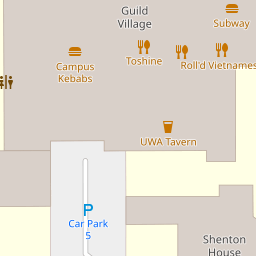 Guild
Village
Subway
Toshine
Roll'd Vietnames
Campus
Kebabs
UWA Tavern
P
Car Park
5
Shenton
House